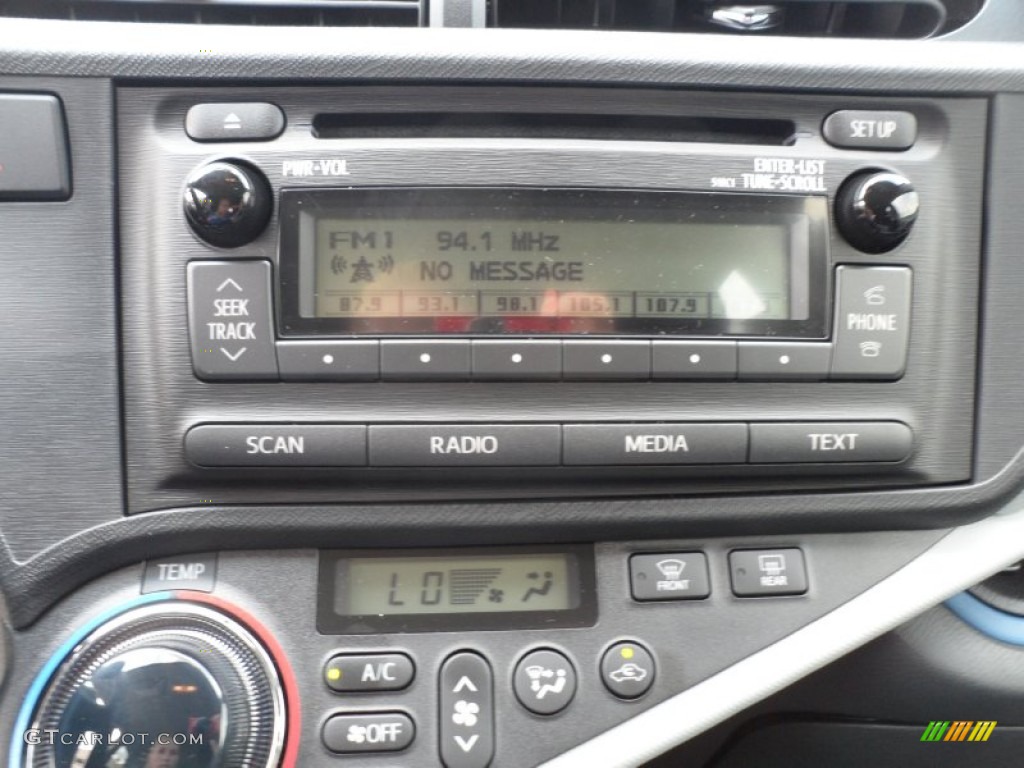 SET UP
PWR•VOL
ENTER•LIST
TUNE•SCROLL
FM1 94.1 MHz
NO MESSAGE
87.9 93.1 98.1 105.1 107.9
SEEK
TRACK
PHONE
SCAN RADIO MEDIA TEXT
TEMP
LO
FRONT
REAR
A/C
OFF
GTCARLOT.COM